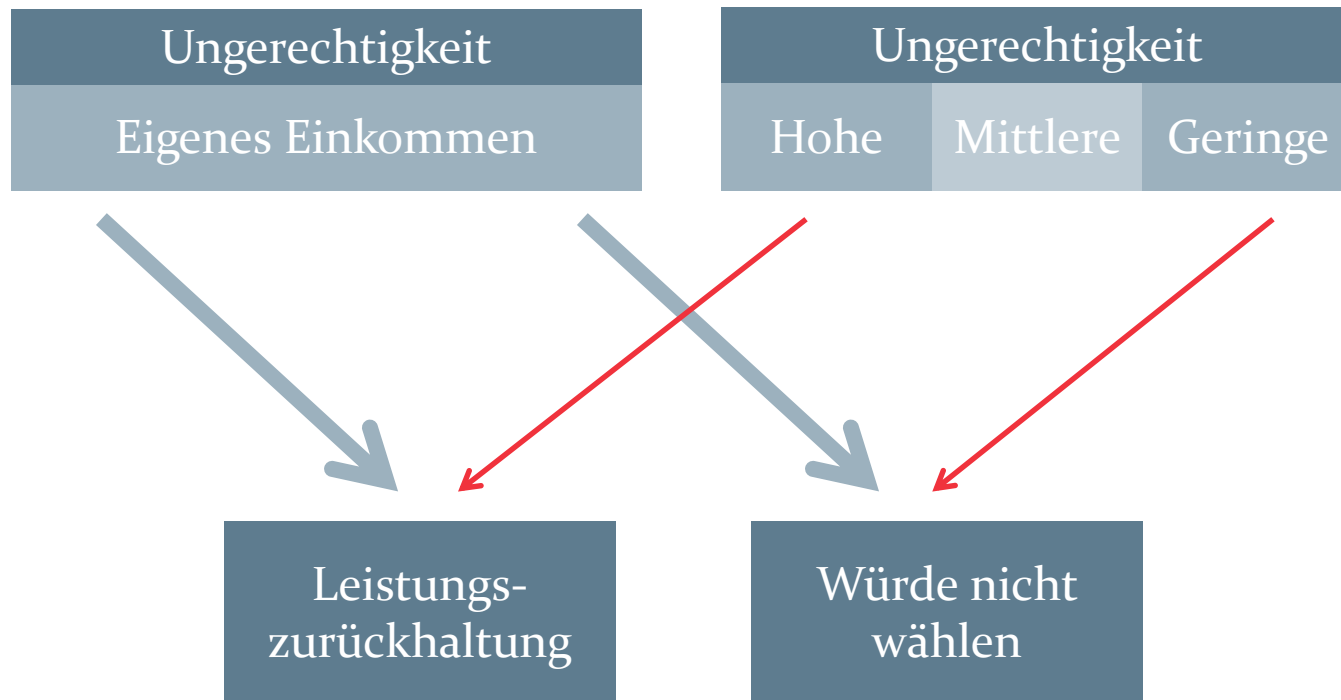 Ungerechtigkeit
Eigenes Einkommen
Ungerechtigkeit
Hohe Mittlere Geringe
Leistungs-
zurückhaltung
Würde nicht
wählen